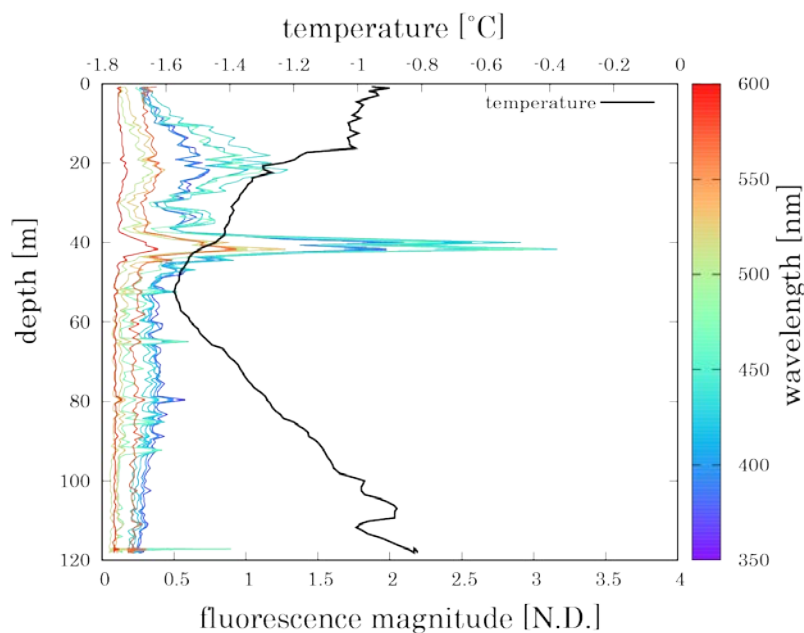 temperature [°C]
-1.8 -1.6 -1.4 -1.2 -1 -0.8 -0.6 -0.4 -0.2 0
temperature
0
20
40
60
80
100
120
depth [m]
0 0.5 1 1.5 2 2.5 3 3.5 4
fluorescence magnitude [N.D.]
600
550
500
450
400
350
wavelength [nm]